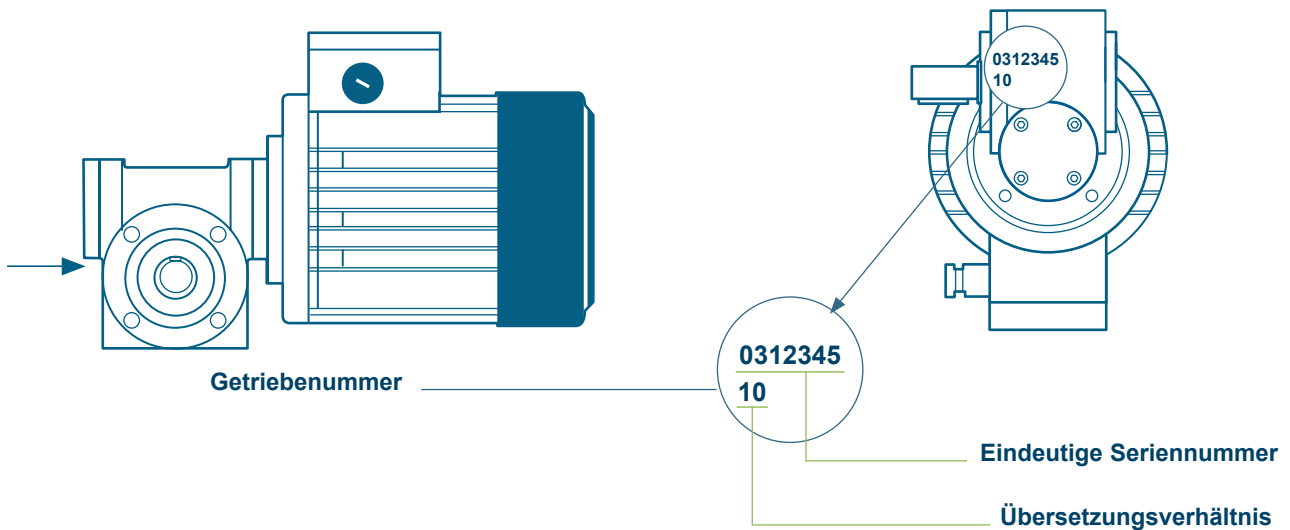 0312345
10
0312345
Getriebenummer
10
Eindeutige Seriennummer
Übersetzungsverhältnis